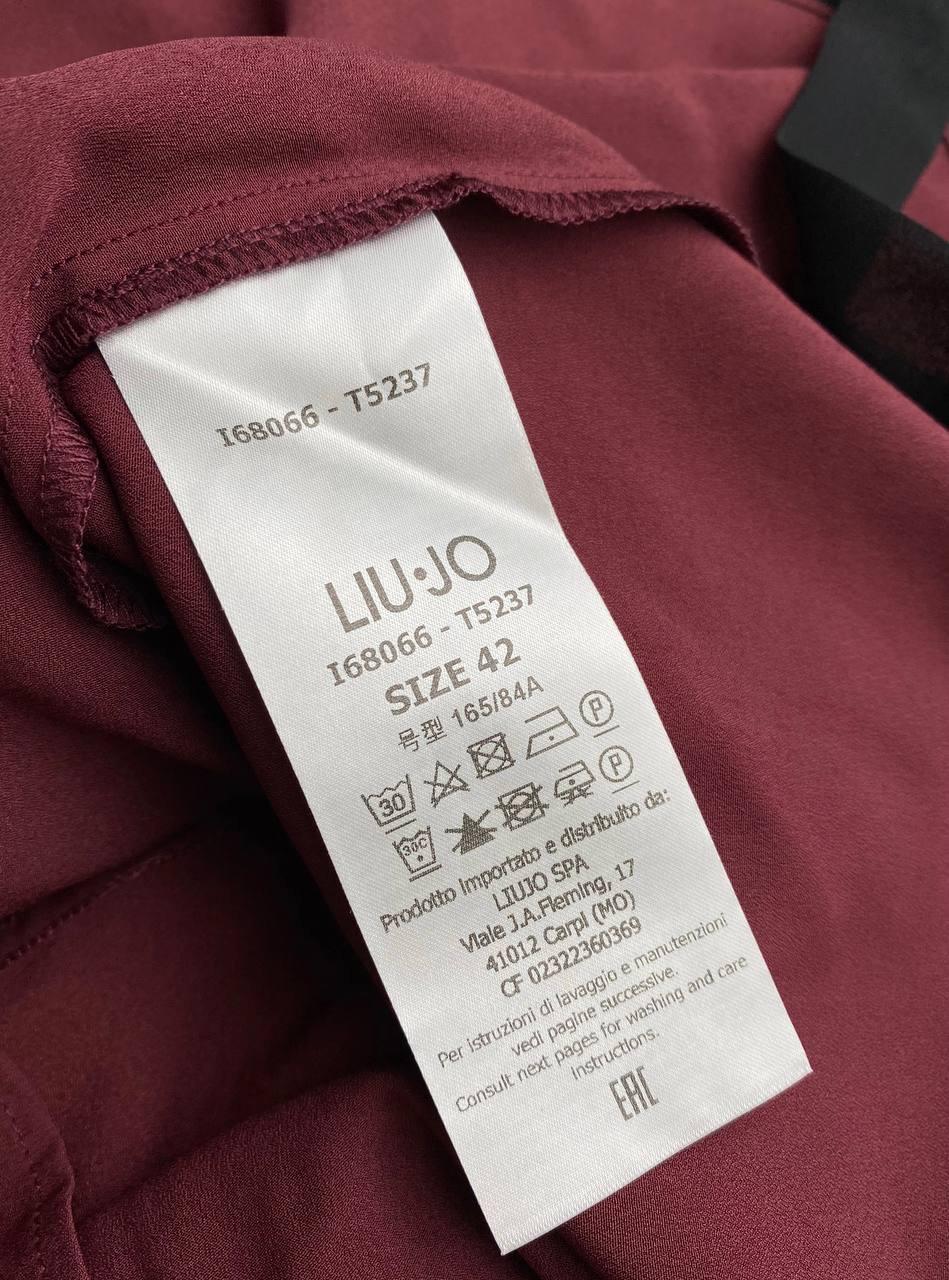 I68066 - T5237
LIU·JO
I68066 - T5237
SIZE 42
号型 165/84A
30 P
30C P
Prodotto Importato e distribuito da:
LIUJO SPA
Viale J.A.Fleming, 17
41012 Carpi (MO)
CF 02322360369
Per istruzioni di lavaggio e manutenzioni
vedi pagine successive.
Consult next pages for washing and care
Instructions.
EAC